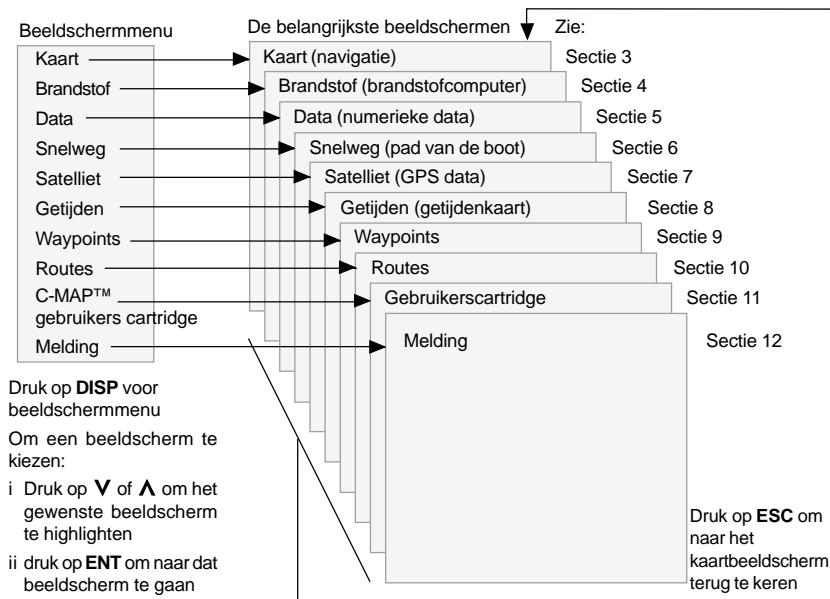 Beeldschermmenu
De belangrijkste beeldschermen
Zie:
Kaart
Kaart (navigatie)
Sectie 3
Brandstof
Brandstof (brandstofcomputer)
Sectie 4
Data
Data (numerieke data)
Sectie 5
Snelweg
Snelweg (pad van de boot)
Sectie 6
Satelliet
Satelliet (GPS data)
Sectie 7
Getijden
Getijden (getijdenkaart)
Sectie 8
Waypoints
Waypoints
Sectie 9
Routes
Routes
Sectie 10
C-MAP™
gebruikers cartridge
Gebruikerscartridge
Sectie 11
Melding
Melding
Sectie 12
Druk op DISP voor
beeldschermmenu
Om een beeldscherm te
kiezen:
i Druk op V of Λ om het
gewenste beeldscherm
te highlighten
ii druk op ENT om naar dat
beeldscherm te gaan
Druk op ESC om
naar het
kaartbeeldscherm
terug te keren